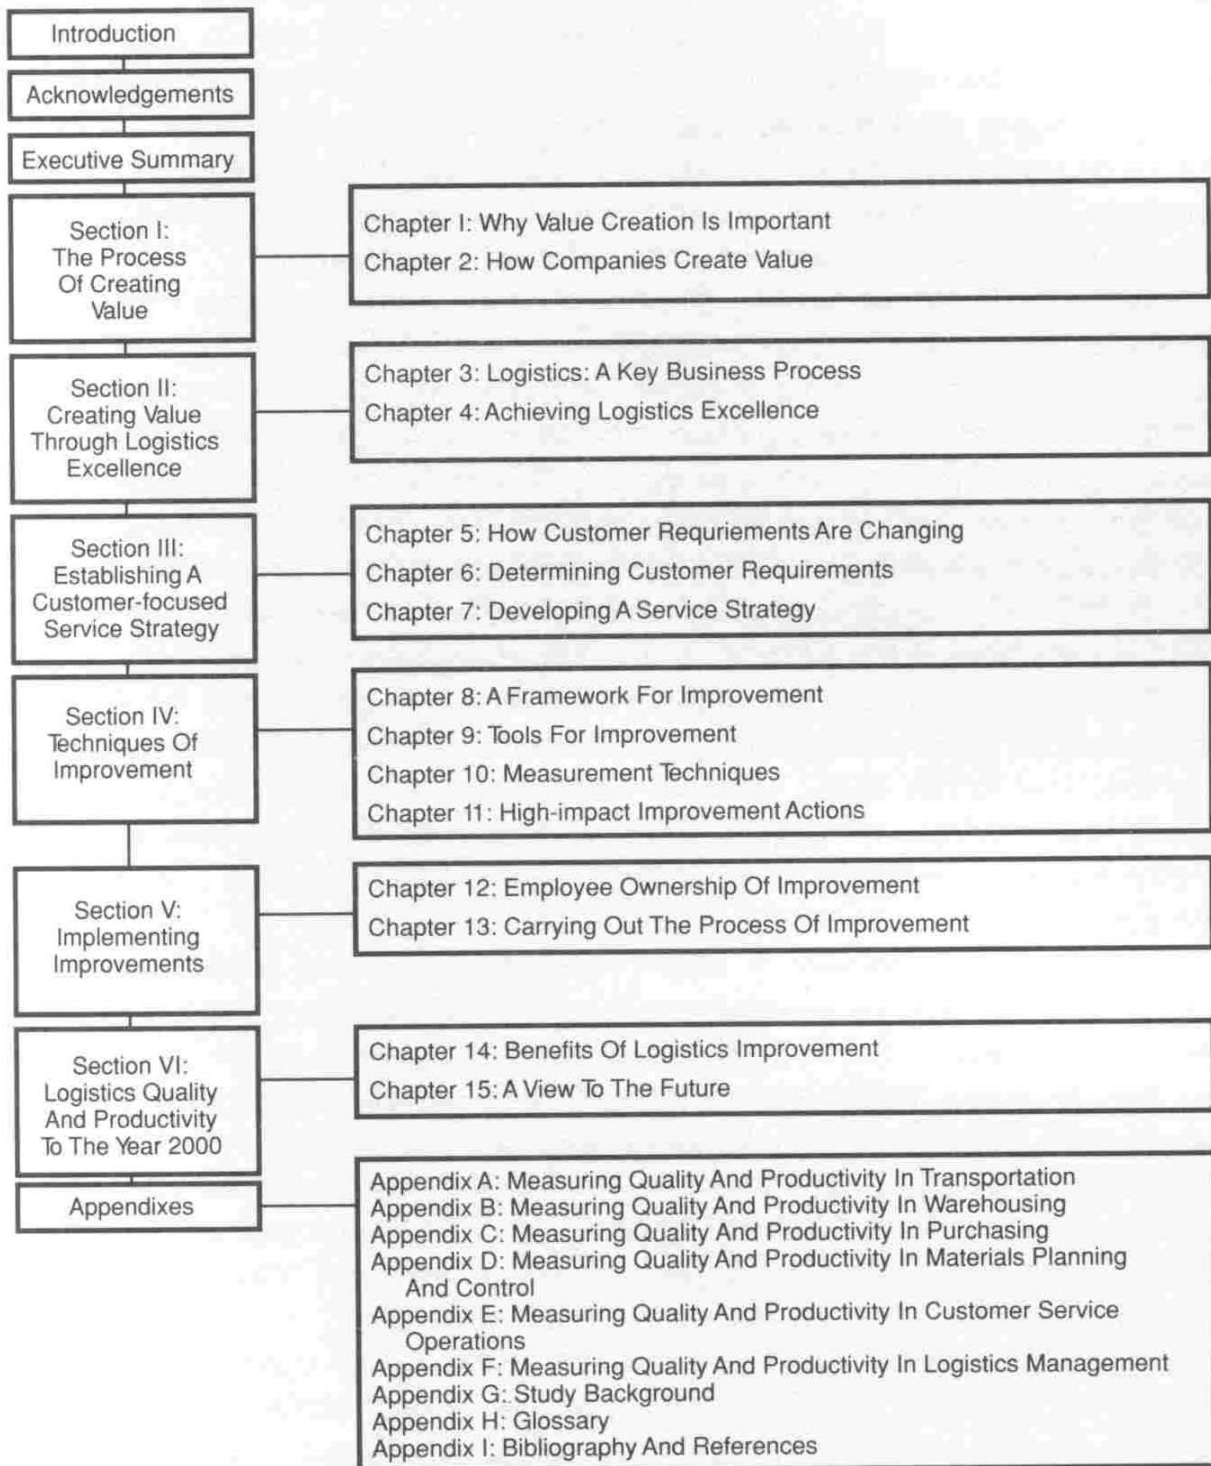 Introduction
Acknowledgements
Executive Summary
Section I:
The Process
Of Creating
Value
Chapter I: Why Value Creation Is Important
Chapter 2: How Companies Create Value
Section II:
Creating Value
Through Logistics
Excellence
Chapter 3: Logistics: A Key Business Process
Chapter 4: Achieving Logistics Excellence
Section III:
Establishing A
Customer-focused
Service Strategy
Chapter 5: How Customer Requriements Are Changing
Chapter 6: Determining Customer Requirements
Chapter 7: Developing A Service Strategy
Section IV:
Techniques Of
Improvement
Chapter 8: A Framework For Improvement
Chapter 9: Tools For Improvement
Chapter 10: Measurement Techniques
Chapter 11: High-impact Improvement Actions
Section V:
Implementing
Improvements
Chapter 12: Employee Ownership Of Improvement
Chapter 13: Carrying Out The Process Of Improvement
Section VI:
Logistics Quality
And Productivity
To The Year 2000
Chapter 14: Benefits Of Logistics Improvement
Chapter 15: A View To The Future
Appendixes
Appendix A: Measuring Quality And Productivity In Transportation
Appendix B: Measuring Quality And Productivity In Warehousing
Appendix C: Measuring Quality And Productivity In Purchasing
Appendix D: Measuring Quality And Productivity In Materials Planning
And Control
Appendix E: Measuring Quality And Productivity In Customer Service
Operations
Appendix F: Measuring Quality And Productivity In Logistics Management
Appendix G: Study Background
Appendix H: Glossary
Appendix I: Bibliography And References